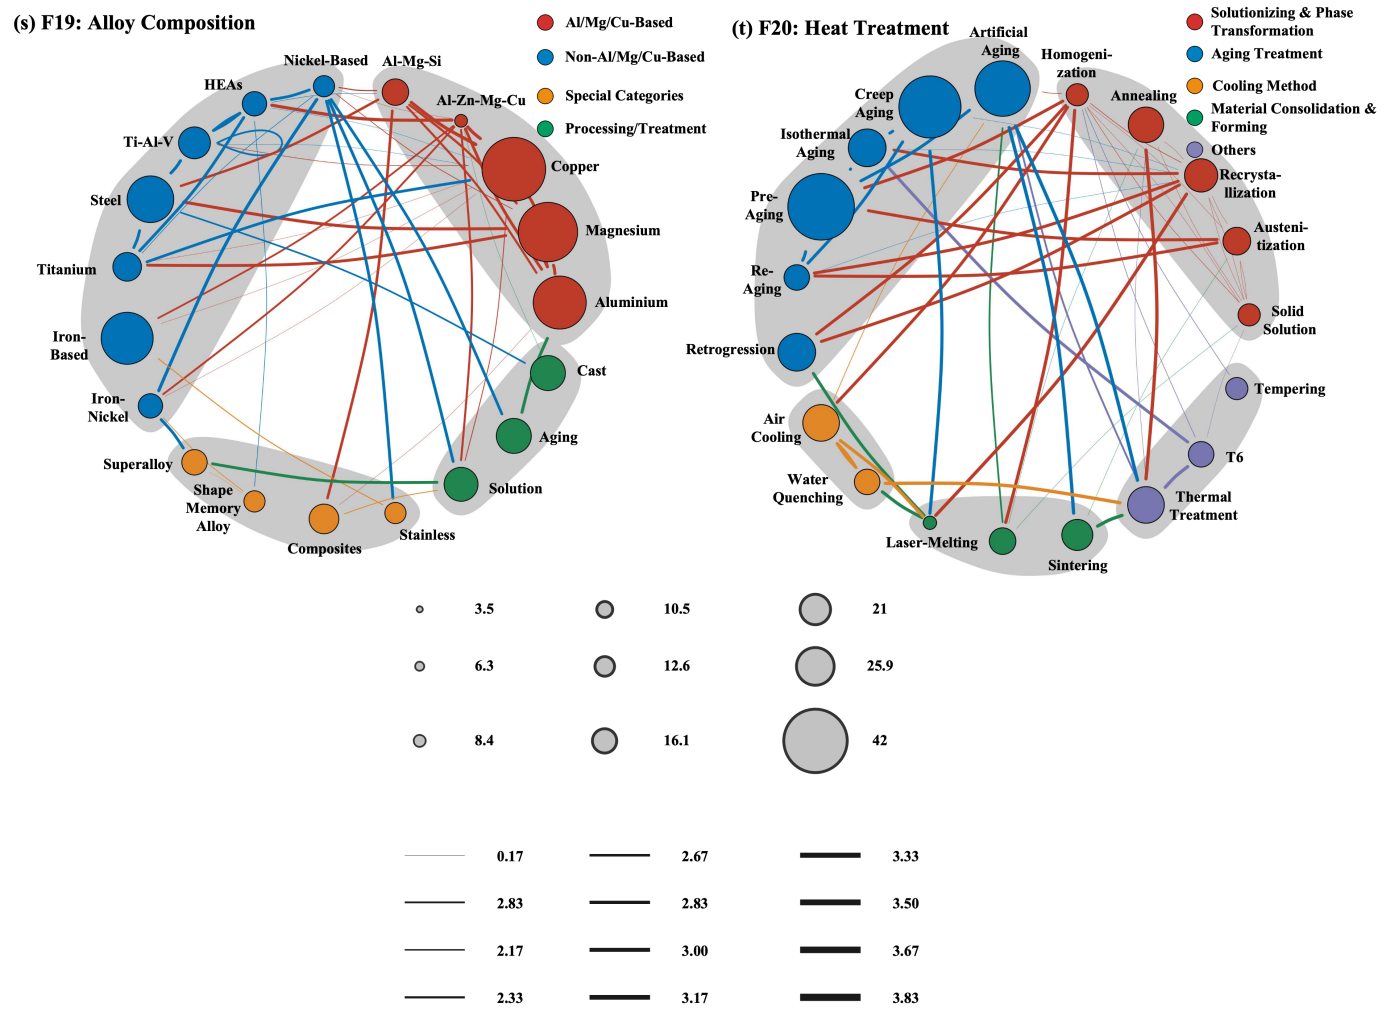 (s) F19: Alloy Composition
Al/Mg/Cu-Based
Non-Al/Mg/Cu-Based
Special Categories
Processing/Treatment
Nickel-Based
Al-Mg-Si
HEAs
Al-Zn-Mg-Cu
Ti-Al-V
Copper
Steel
Magnesium
Titanium
Aluminium
Iron-
Based
Cast
Iron-
Nickel
Aging
Superalloy
Solution
Shape
Memory
Alloy
Composites
Stainless
(t) F20: Heat Treatment
Solutionizing & Phase
Transformation
Aging Treatment
Cooling Method
Material Consolidation &
Forming
Others
Artificial
Aging
Homogeni-
zation
Creep
Aging
Annealing
Isothermal
Aging
Recrysta-
llization
Pre-
Aging
Austeni-
tization
Re-
Aging
Solid
Solution
Retrogression
Tempering
Air
Cooling
T6
Water
Quenching
Thermal
Treatment
Laser-Melting
Sintering
3.5
10.5
21
6.3
12.6
25.9
8.4
16.1
42
0.17
2.67
3.33
2.83
2.83
3.50
2.17
3.00
3.67
2.33
3.17
3.83